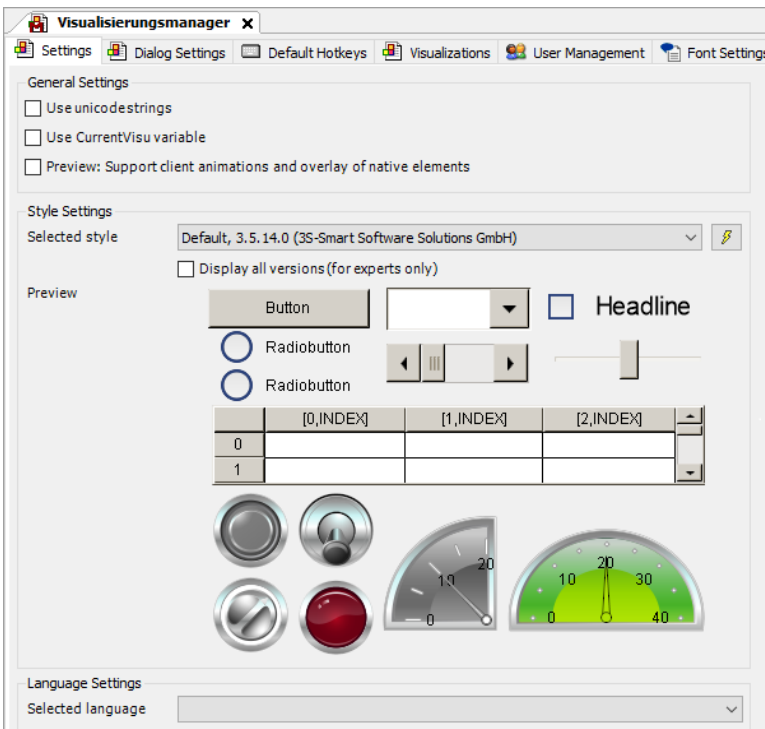 Visualisierungsmanager X
Settings Dialog Settings Default Hotkeys Visualizations User Management Font Settings
General Settings
Use unicodestrings
Use CurrentVisu variable
Preview: Support client animations and overlay of native elements
Style Settings
Selected style Default, 3.5.14.0 (3S-Smart Software Solutions GmbH)
Display all versions (for experts only)
Preview
Button Headline
Radiobutton
Radiobutton
[0,INDEX] [1,INDEX] [2,INDEX]
0
1
0 10 20
0 10 20 30 40
Language Settings
Selected language